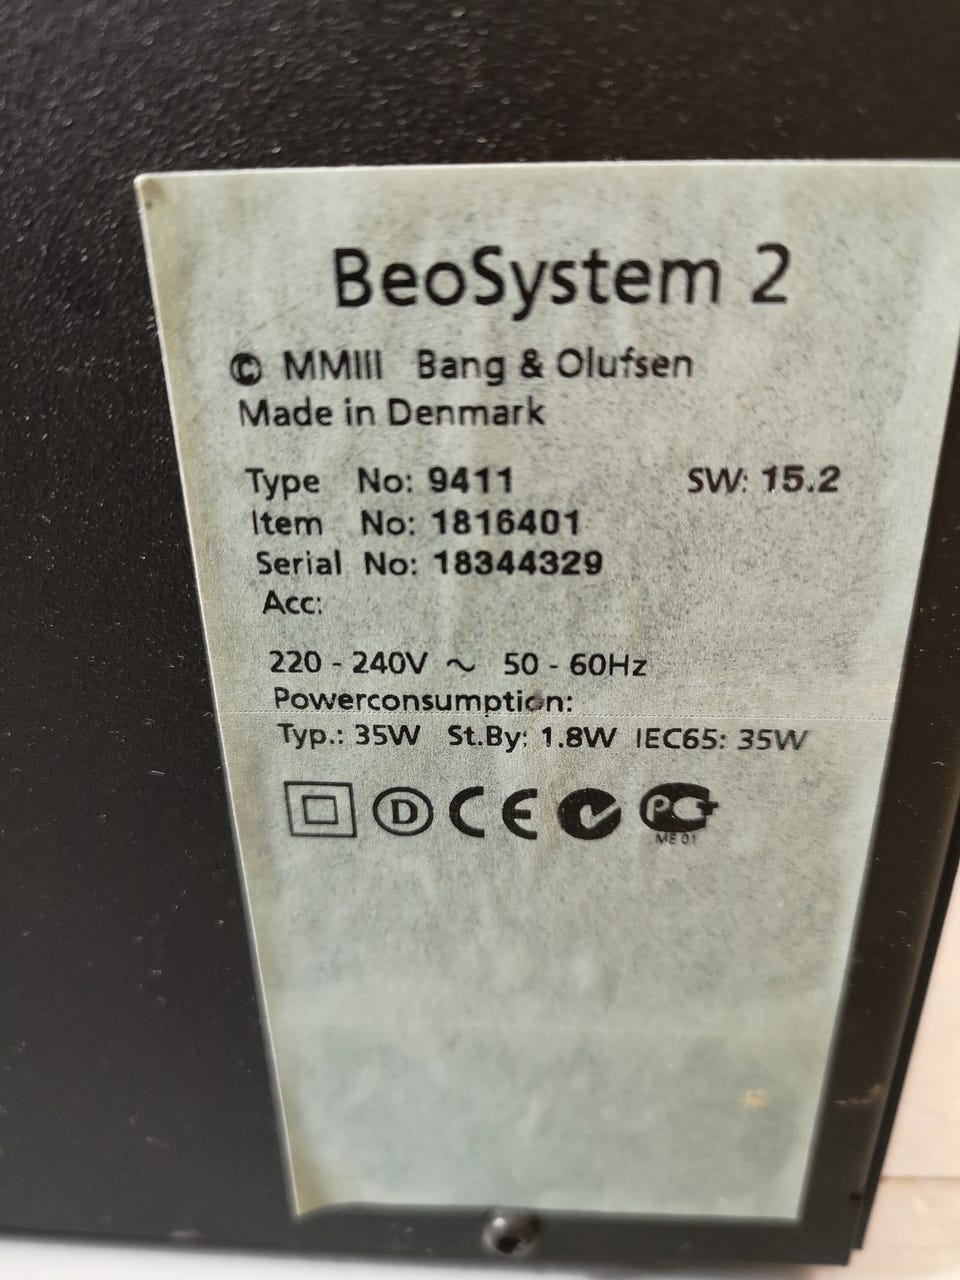 BeoSystem 2
© MMIII Bang & Olufsen
Made in Denmark
Type No: 9411 SW: 15.2
Item No: 1816401
Serial No: 18344329
Acc:
220 - 240V ~ 50 - 60Hz
Powerconsumption:
Typ.: 35W St.By: 1.8W IEC65: 35W
D CE PC
ME 01